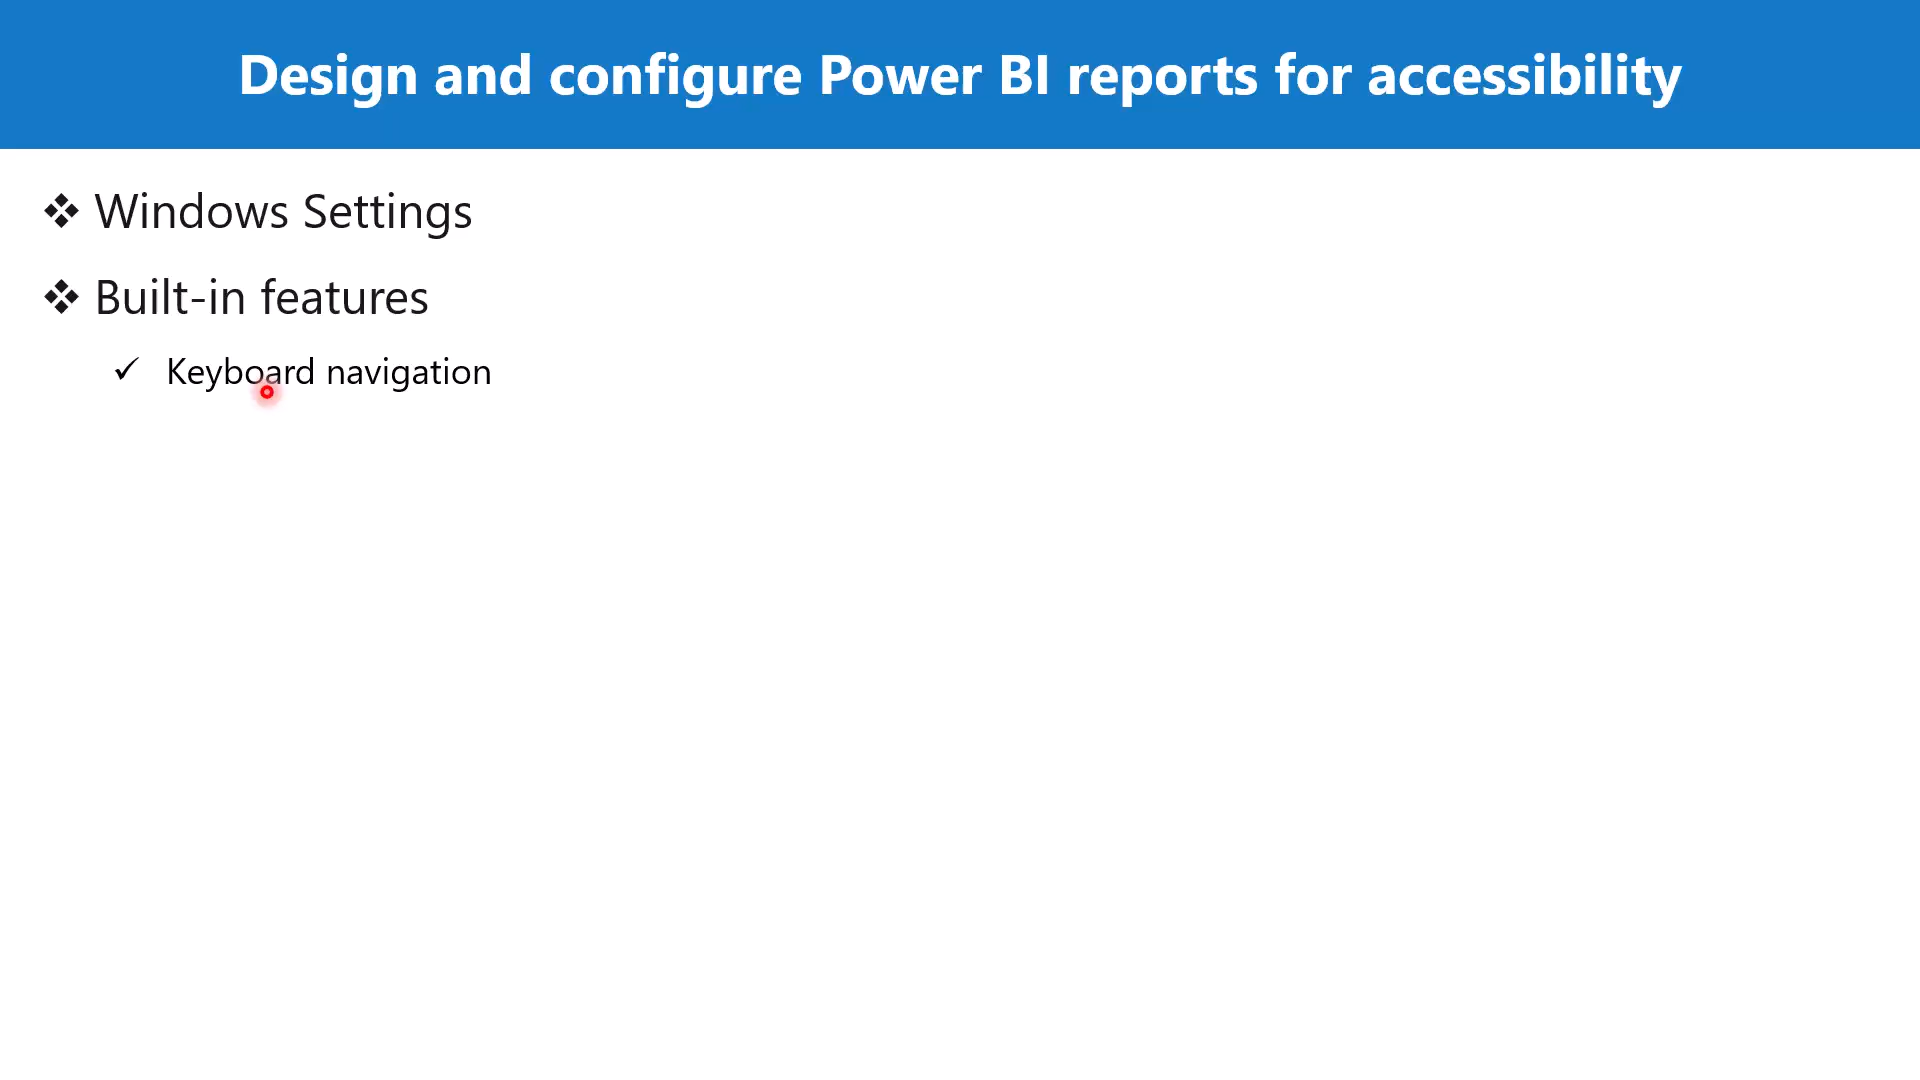 Design and configure Power BI reports for accessibility
❖ Windows Settings
❖ Built-in features
✓ Keyboard navigation